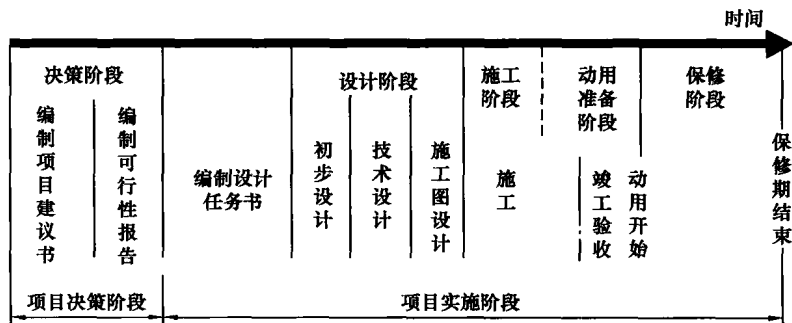 时间
决策阶段
设计阶段
施工
阶段
动用
准备阶段
保修
阶段
编制项目建议书
编制可行性报告
编制设计
任务书
初步设计
技术设计
施工图设计
施工
竣工验收
动用开始
保修期结束
项目决策阶段
项目实施阶段